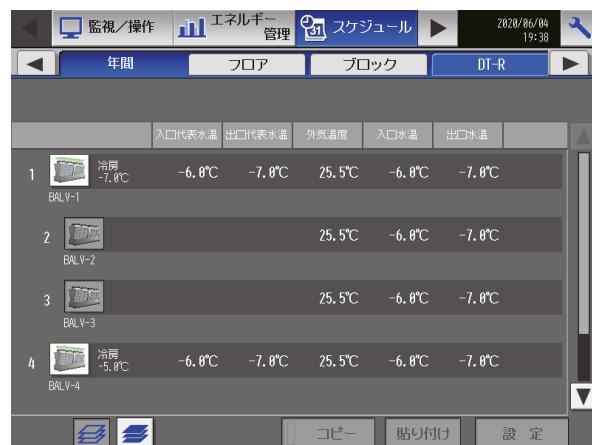 監視/操作
エネルギー
管理
31 スケジュール
2020/06/04
19:38
年間
フロア
ブロック
DT-R
入口代表水温 出口代表水温 外気温度 入口水温 出口水温
1 冷房 -7.0℃ -6.0℃ -7.0℃ 25.5℃ -6.0℃ -7.0℃
BALV-1
2 25.5℃ -6.0℃ -7.0℃
BALV-2
3 25.5℃ -6.0℃ -7.0℃
BALV-3
4 冷房 -5.0℃ -6.0℃ -7.0℃ 25.5℃ -6.0℃ -7.0℃
BALV-4
コピー 貼り付け 設 定